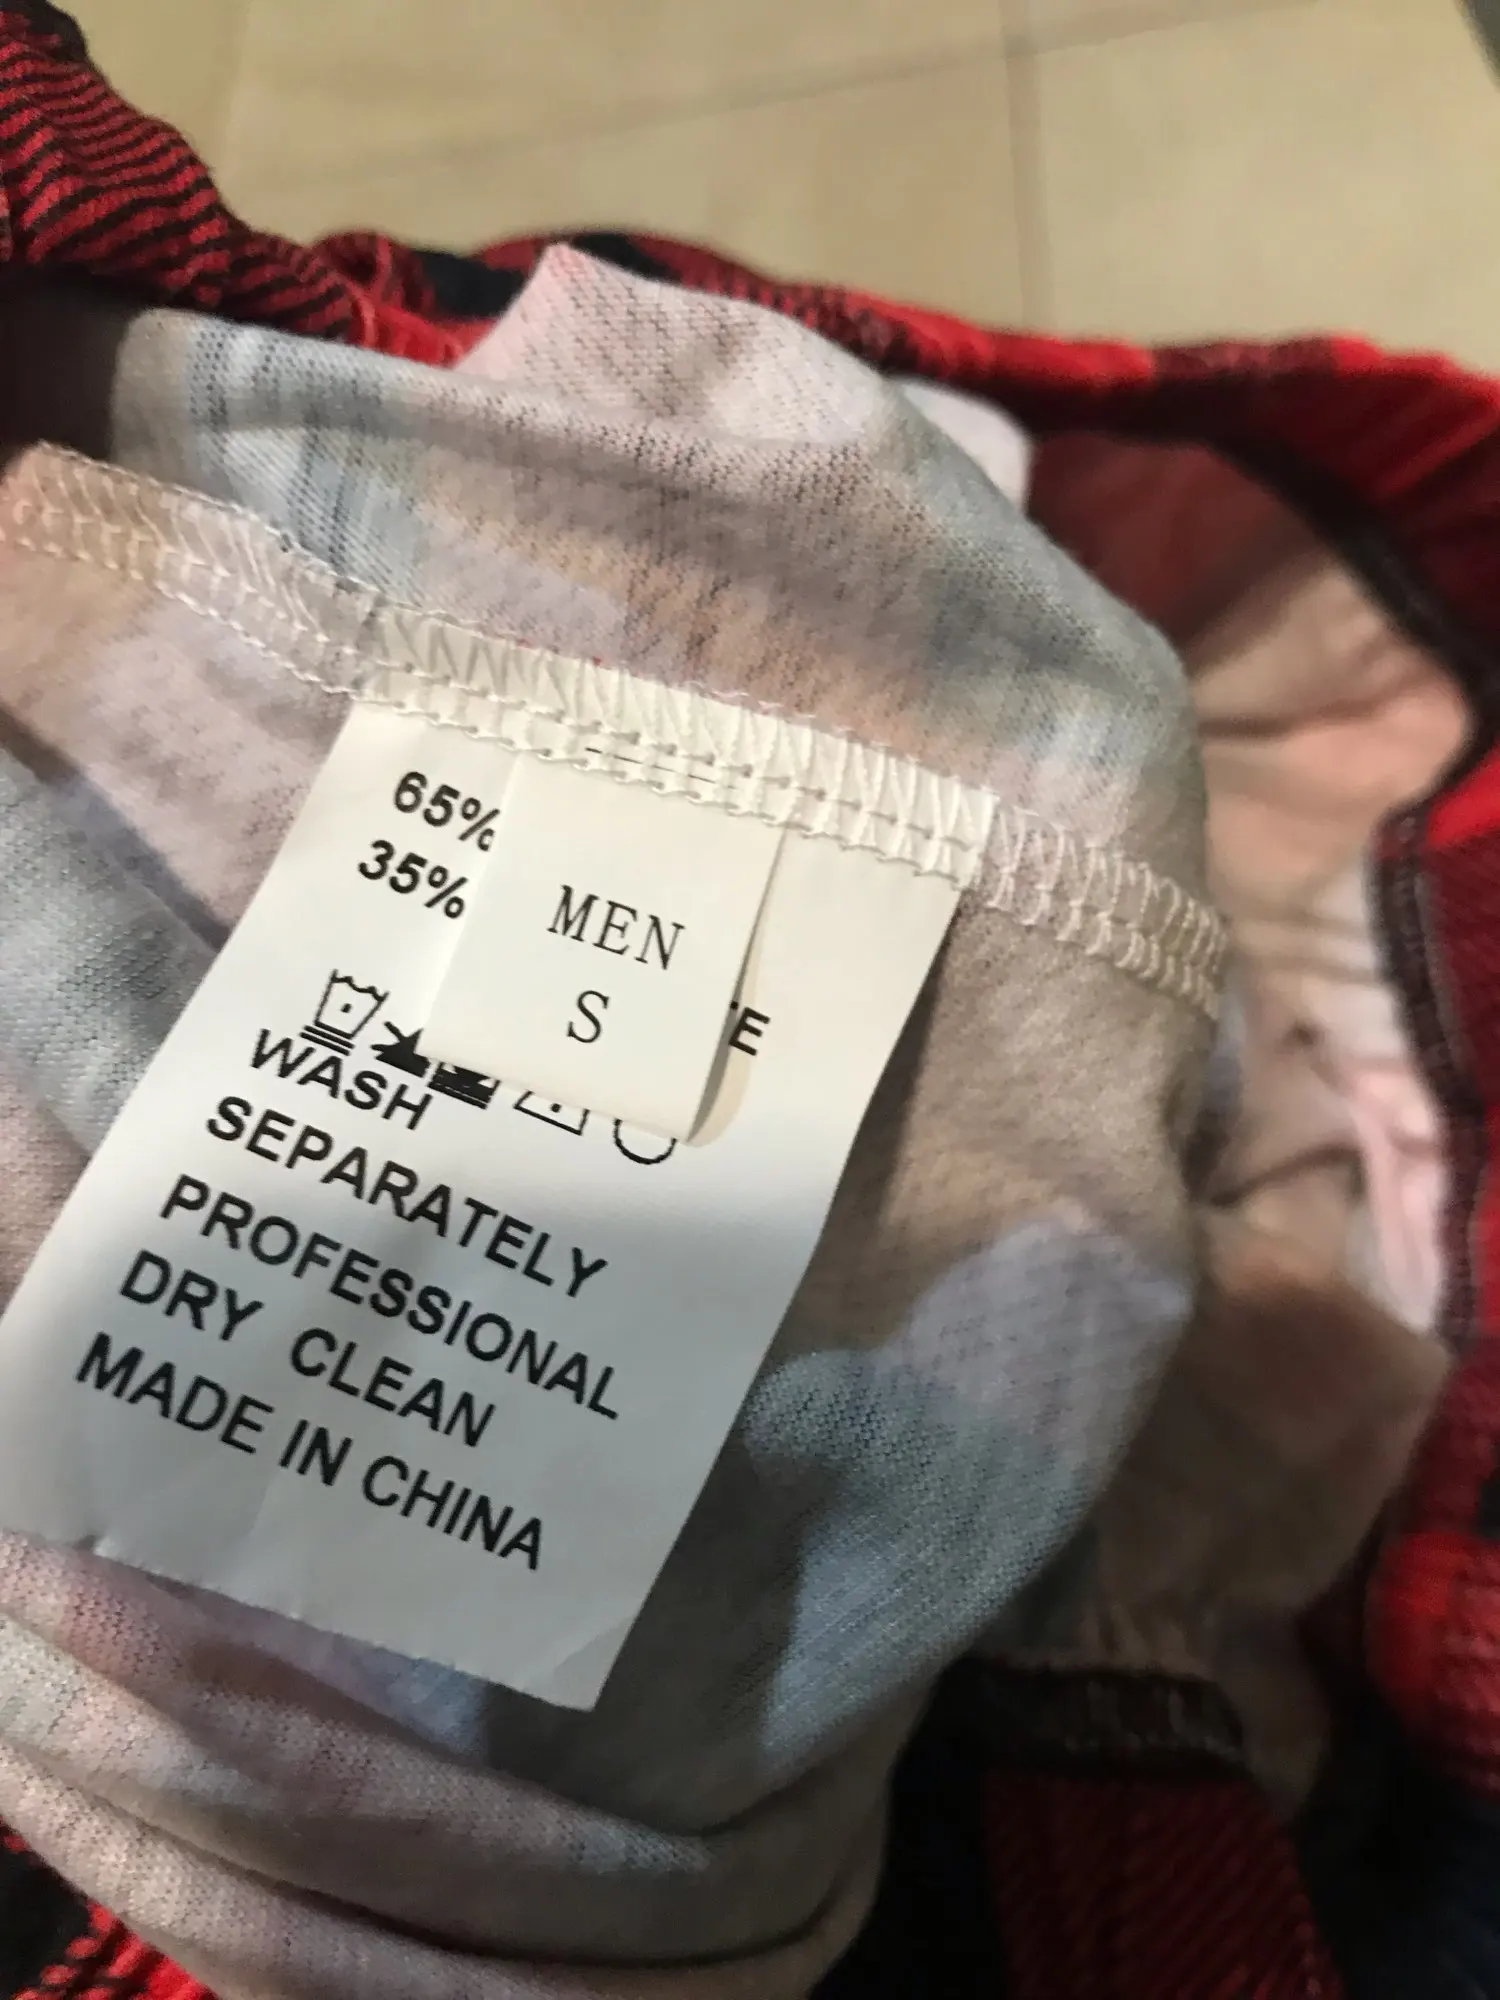 65%
35%
MEN
S
E
WASH
SEPARATELY
PROFESSIONAL
DRY CLEAN
MADE IN CHINA